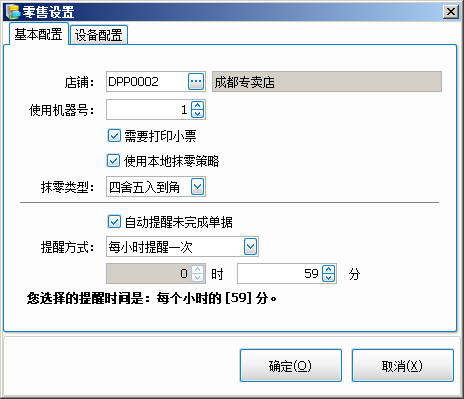 零售设置
基本配置 设备配置
店铺: DPP0002 ... 成都专卖店
使用机器号: 1
需要打印小票
使用本地抹零策略
抹零类型: 四舍五入到角
自动提醒未完成单据
提醒方式: 每小时提醒一次
0 时 59 分
您选择的提醒时间是: 每个小时的 [59] 分。
确定(O) 取消(X)